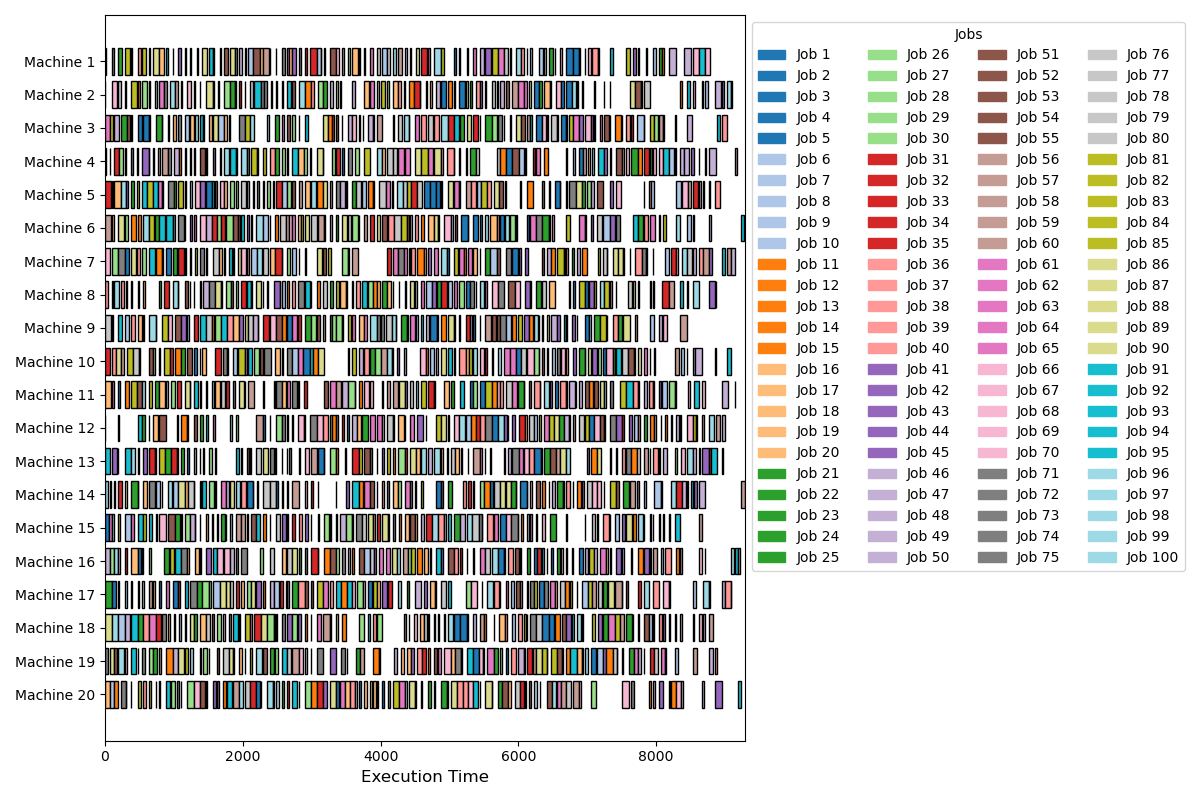 Machine 1
Machine 2
Machine 3
Machine 4
Machine 5
Machine 6
Machine 7
Machine 8
Machine 9
Machine 10
Machine 11
Machine 12
Machine 13
Machine 14
Machine 15
Machine 16
Machine 17
Machine 18
Machine 19
Machine 20
0 2000 4000 6000 8000
Execution Time
Jobs
Job 1 Job 26 Job 51 Job 76
Job 2 Job 27 Job 52 Job 77
Job 3 Job 28 Job 53 Job 78
Job 4 Job 29 Job 54 Job 79
Job 5 Job 30 Job 55 Job 80
Job 6 Job 31 Job 56 Job 81
Job 7 Job 32 Job 57 Job 82
Job 8 Job 33 Job 58 Job 83
Job 9 Job 34 Job 59 Job 84
Job 10 Job 35 Job 60 Job 85
Job 11 Job 36 Job 61 Job 86
Job 12 Job 37 Job 62 Job 87
Job 13 Job 38 Job 63 Job 88
Job 14 Job 39 Job 64 Job 89
Job 15 Job 40 Job 65 Job 90
Job 16 Job 41 Job 66 Job 91
Job 17 Job 42 Job 67 Job 92
Job 18 Job 43 Job 68 Job 93
Job 19 Job 44 Job 69 Job 94
Job 20 Job 45 Job 70 Job 95
Job 21 Job 46 Job 71 Job 96
Job 22 Job 47 Job 72 Job 97
Job 23 Job 48 Job 73 Job 98
Job 24 Job 49 Job 74 Job 99
Job 25 Job 50 Job 75 Job 100